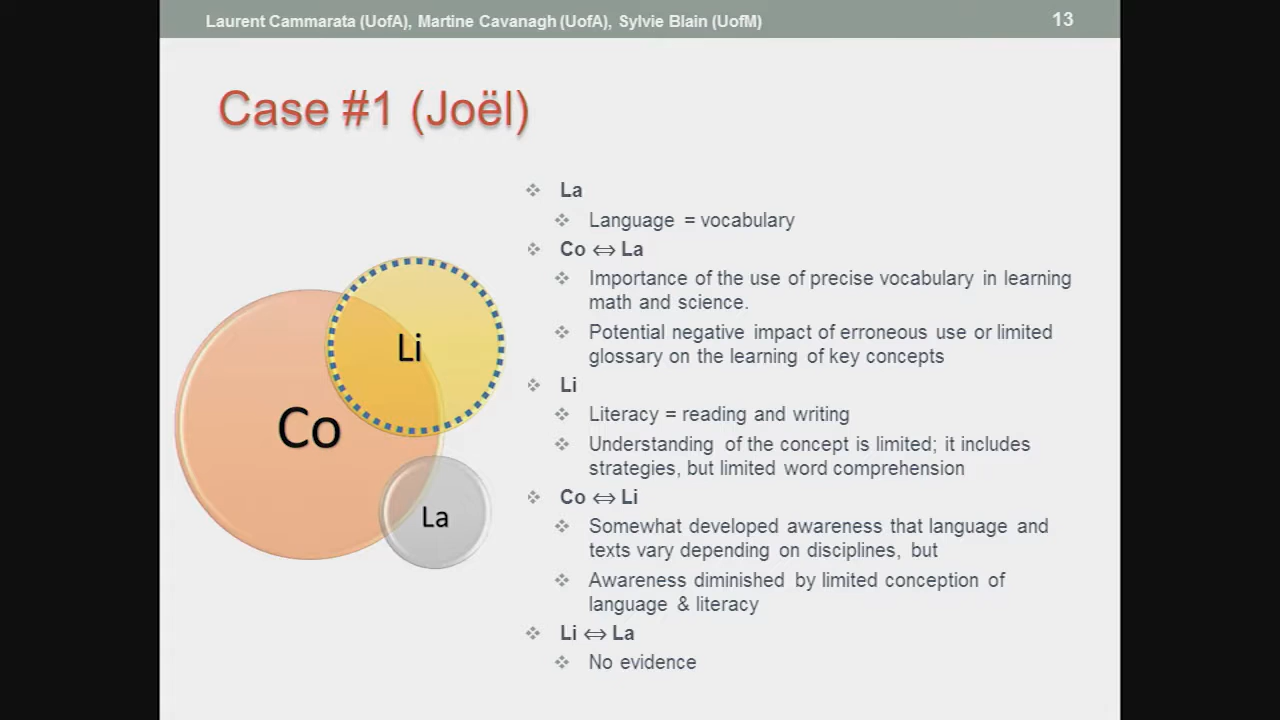 Laurent Cammarata (UofA), Martine Cavanagh (UofA), Sylvie Blain (UofM)
13
Case #1 (Joël)
La
Language = vocabulary
Co ⇔ La
Importance of the use of precise vocabulary in learning
math and science.
Potential negative impact of erroneous use or limited
glossary on the learning of key concepts
Li
Literacy = reading and writing
Understanding of the concept is limited; it includes
strategies, but limited word comprehension
Co ⇔ Li
Somewhat developed awareness that language and
texts vary depending on disciplines, but
Awareness diminished by limited conception of
language & literacy
Li ⇔ La
No evidence
Li
Co
La